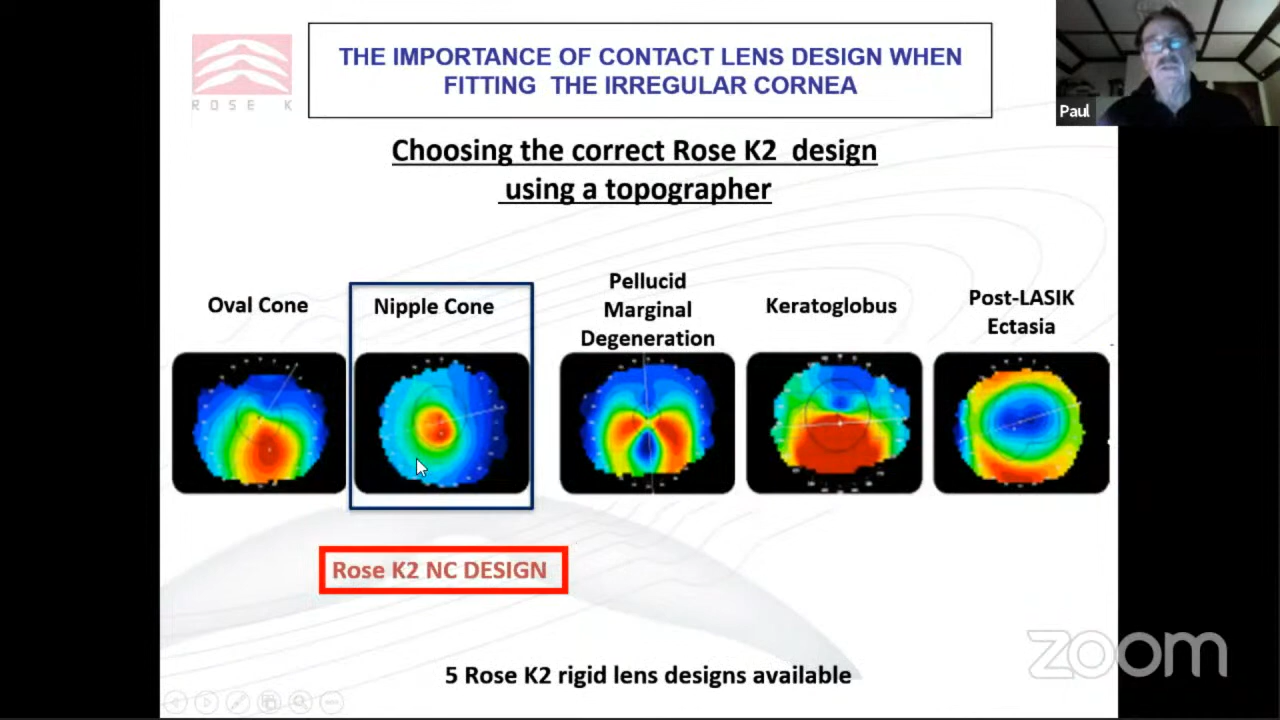 THE IMPORTANCE OF CONTACT LENS DESIGN WHEN
FITTING THE IRREGULAR CORNEA
ROSE K
Paul
Choosing the correct Rose K2 design
using a topographer
Oval Cone
Nipple Cone
Pellucid
Marginal
Degeneration
Keratoglobus
Post-LASIK
Ectasia
Rose K2 NC DESIGN
5 Rose K2 rigid lens designs available
zoom